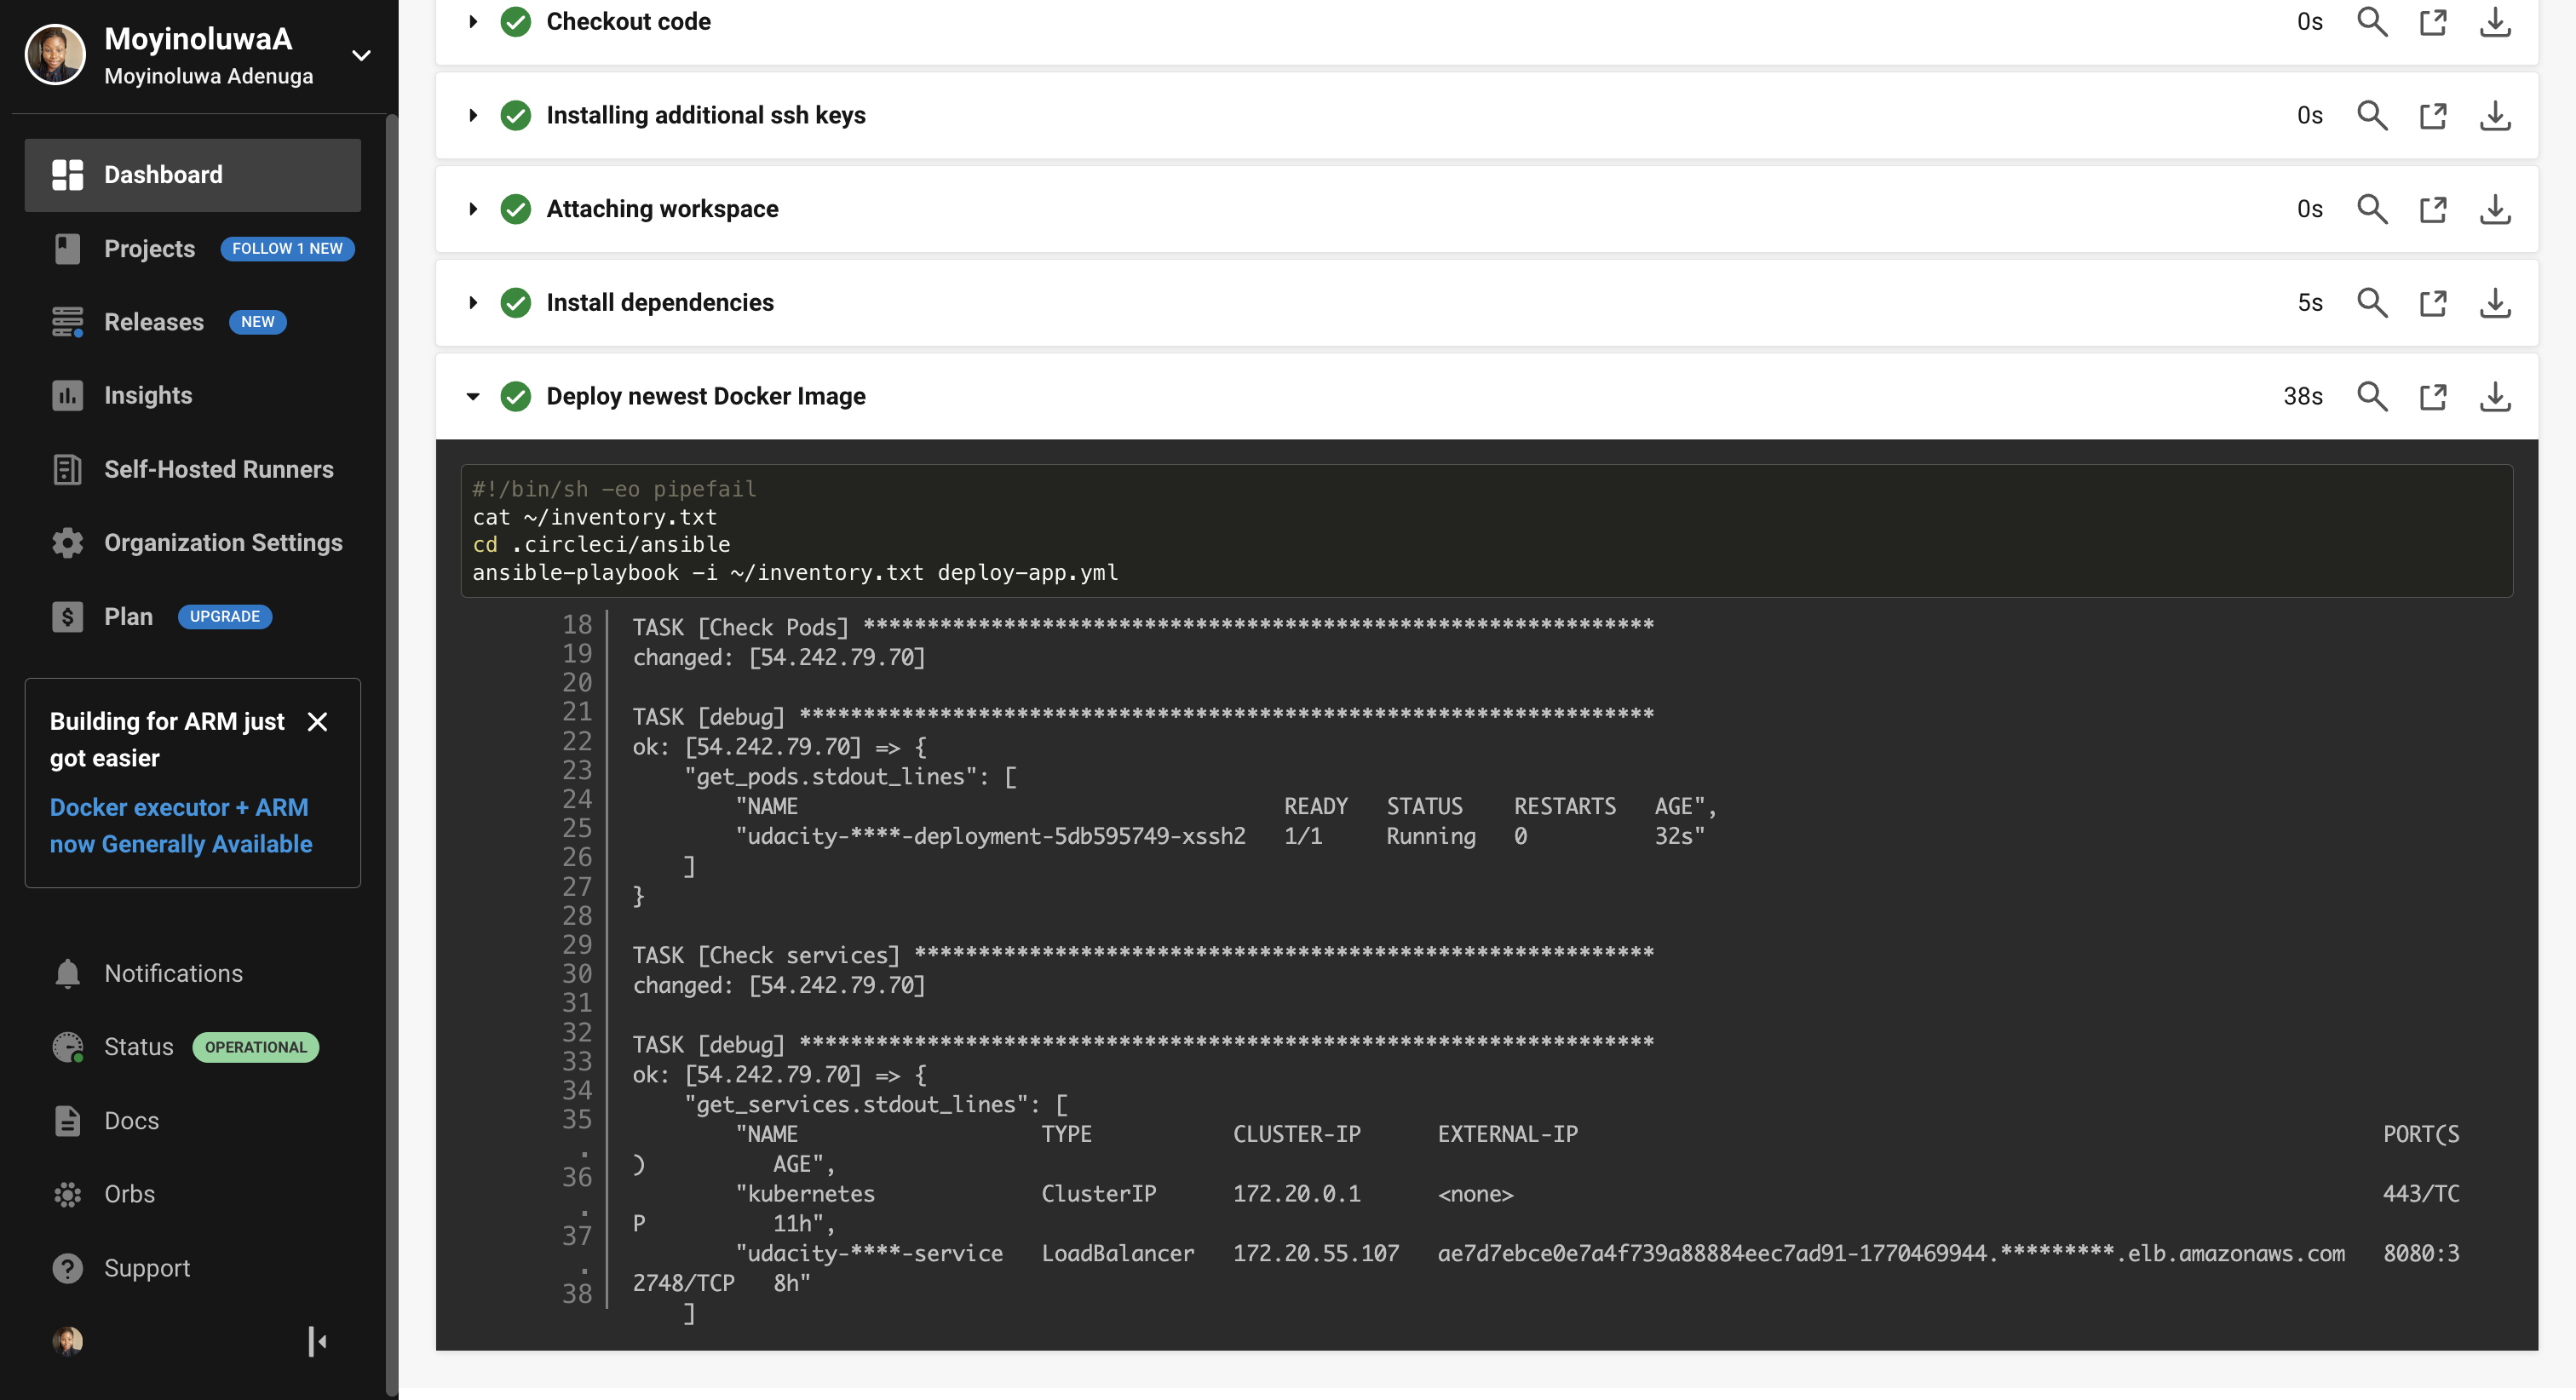 MoyinoluwaA
Moyinoluwa Adenuga
Dashboard
Projects FOLLOW 1 NEW
Releases NEW
Insights
Self-Hosted Runners
Organization Settings
Plan UPGRADE
Building for ARM just
got easier
Docker executor + ARM
now Generally Available
Notifications
Status OPERATIONAL
Docs
Orbs
Support
Checkout code 0s
Installing additional ssh keys 0s
Attaching workspace 0s
Install dependencies 5s
Deploy newest Docker Image 38s
#!/bin/sh -eo pipefail
cat ~/inventory.txt
cd .circleci/ansible
ansible-playbook -i ~/inventory.txt deploy-app.yml
18 TASK [Check Pods] **************************************************************
19 changed: [54.242.79.70]
20
21 TASK [debug] *******************************************************************
22 ok: [54.242.79.70] => {
23 "get_pods.stdout_lines": [
24 "NAME READY STATUS RESTARTS AGE",
25 "udacity-****-deployment-5db595749-xssh2 1/1 Running 0 32s"
26 ]
27 }
28
29 TASK [Check services] **********************************************************
30 changed: [54.242.79.70]
31
32 TASK [debug] *******************************************************************
33 ok: [54.242.79.70] => {
34 "get_services.stdout_lines": [
35 "NAME TYPE CLUSTER-IP EXTERNAL-IP PORT(S
. ) AGE",
36 "kubernetes ClusterIP 172.20.0.1 <none> 443/TC
. P 11h",
37 "udacity-****-service LoadBalancer 172.20.55.107 ae7d7ebce0e7a4f739a88884eec7ad91-1770469944.*********.elb.amazonaws.com 8080:3
. 2748/TCP 8h"
38 ]